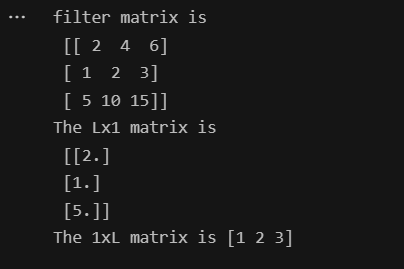 ...
filter matrix is
[[ 2 4 6]
[ 1 2 3]
[ 5 10 15]]
The Lx1 matrix is
[[2.]
[1.]
[5.]]
The 1xL matrix is [1 2 3]